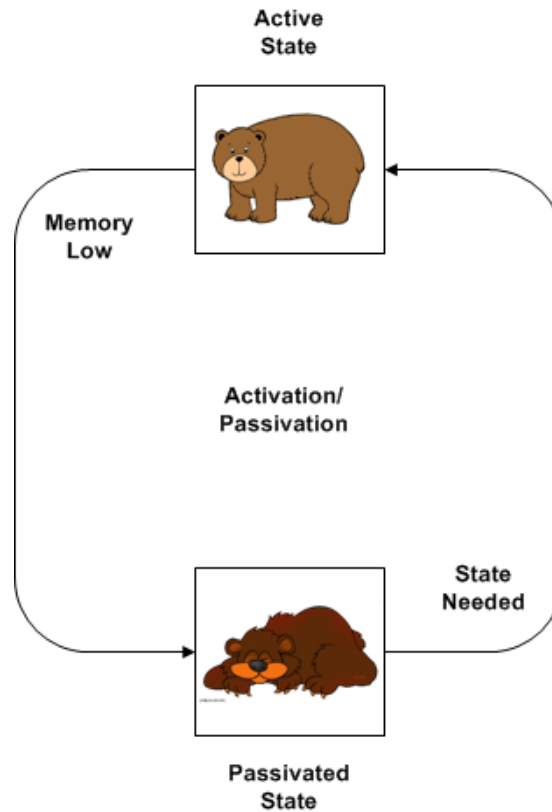 Active
State
Memory
Low
Activation/
Passivation
State
Needed
Passivated
State